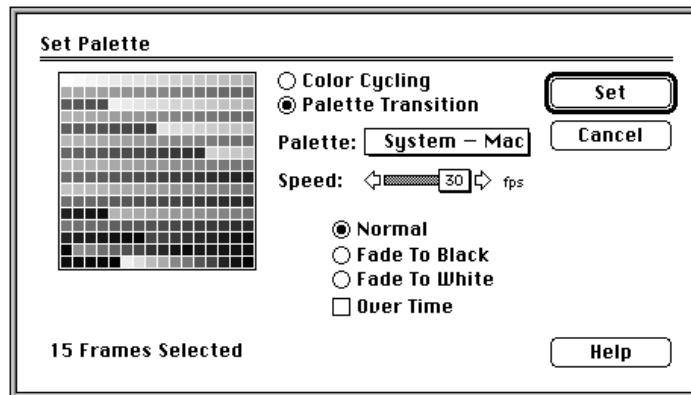 Set Palette
Color Cycling
Palette Transition
Set
Cancel
Palette: System – Mac
Speed: 30 fps
Normal
Fade To Black
Fade To White
Over Time
15 Frames Selected
Help